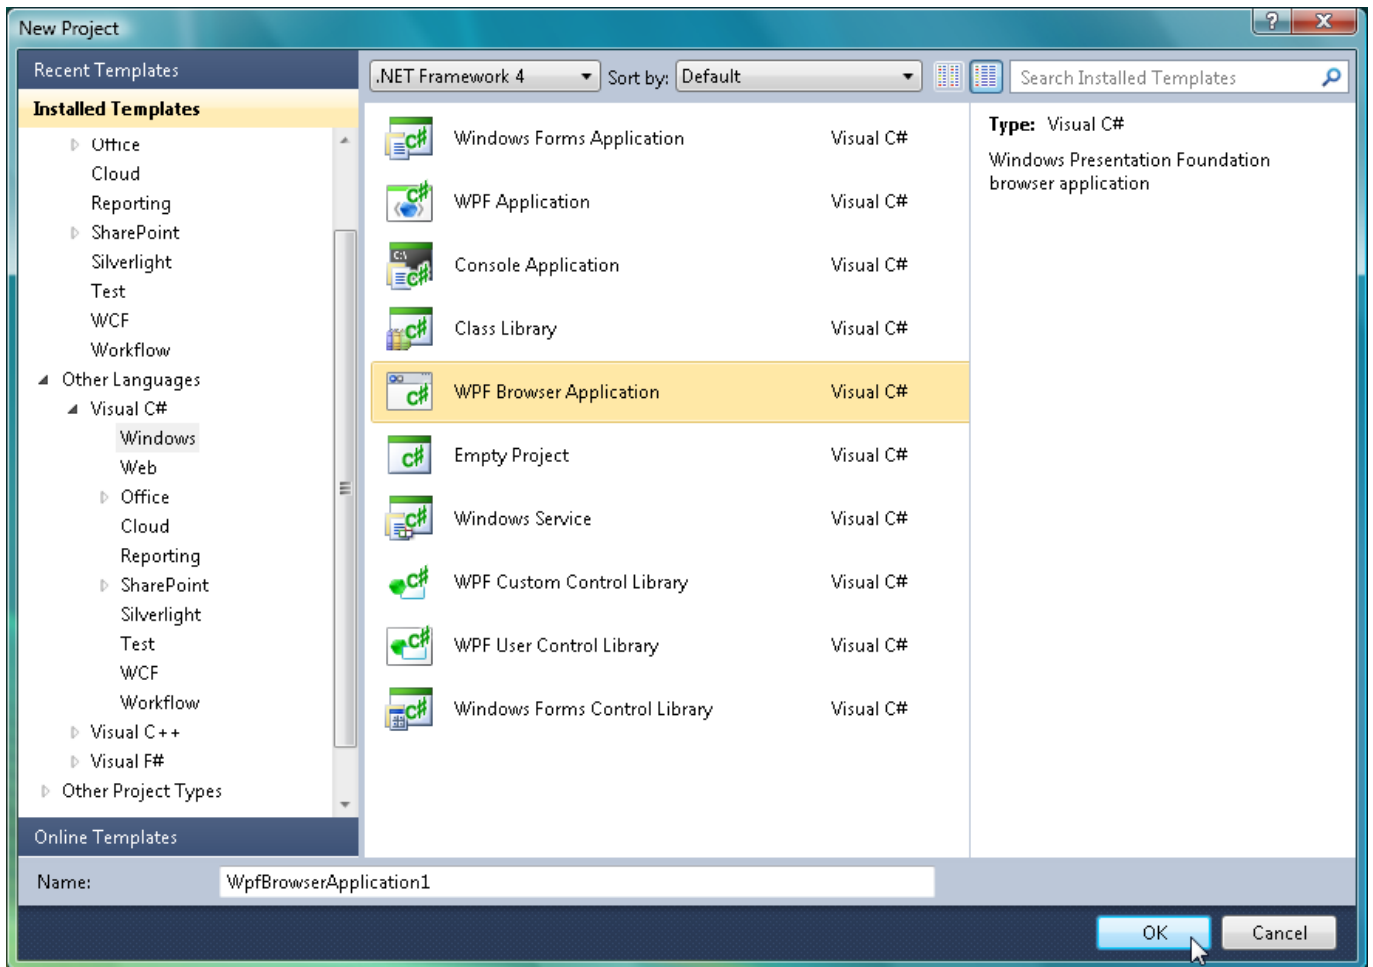 New Project
?
X
Recent Templates
Installed Templates
Office
Cloud
Reporting
SharePoint
Silverlight
Test
WCF
Workflow
Other Languages
Visual C#
Windows
Web
Office
Cloud
Reporting
SharePoint
Silverlight
Test
WCF
Workflow
Visual C++
Visual F#
Other Project Types
Online Templates
.NET Framework 4
Sort by: Default
Search Installed Templates
Windows Forms Application Visual C#
WPF Application Visual C#
Console Application Visual C#
Class Library Visual C#
WPF Browser Application Visual C#
Empty Project Visual C#
Windows Service Visual C#
WPF Custom Control Library Visual C#
WPF User Control Library Visual C#
Windows Forms Control Library Visual C#
Type: Visual C#
Windows Presentation Foundation
browser application
Name: WpfBrowserApplication1
OK Cancel